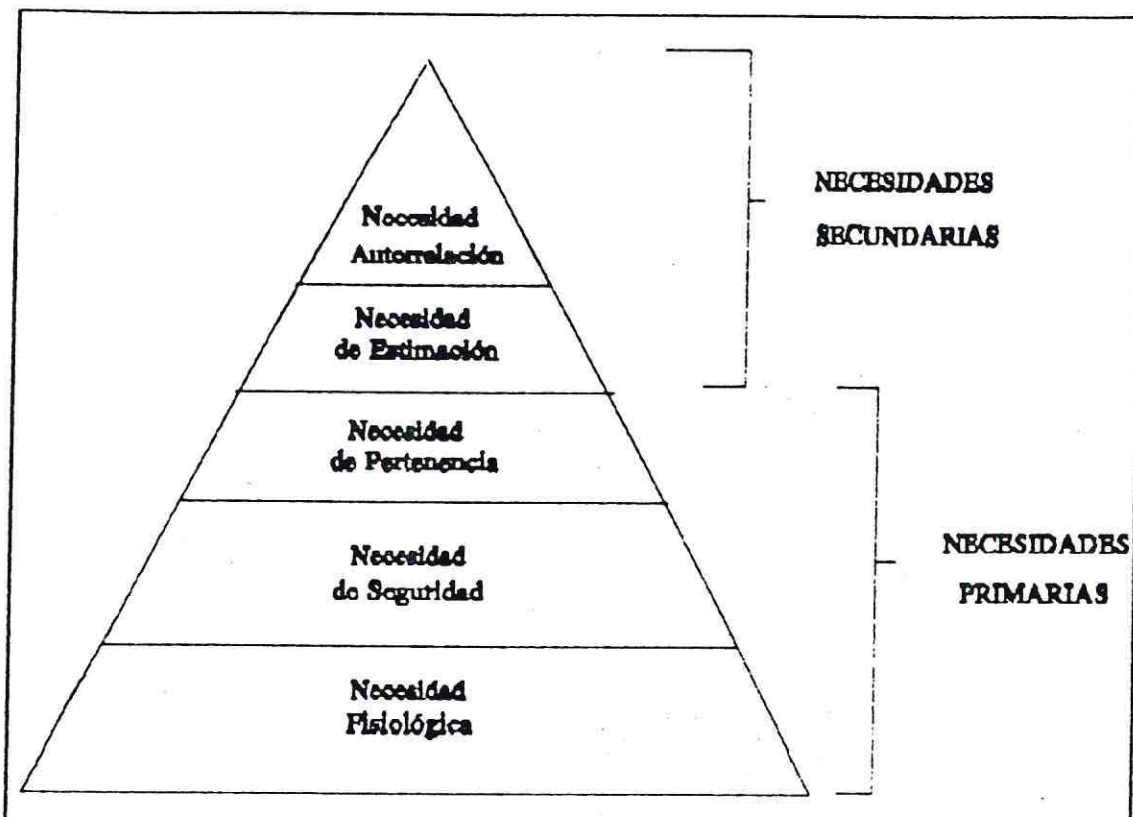 Necesidad
Autorrelación
Necesidad
de Estimación
Necesidad
de Pertenencia
Necesidad
de Seguridad
Necesidad
Fisiológica
NECESIDADES
SECUNDARIAS
NECESIDADES
PRIMARIAS